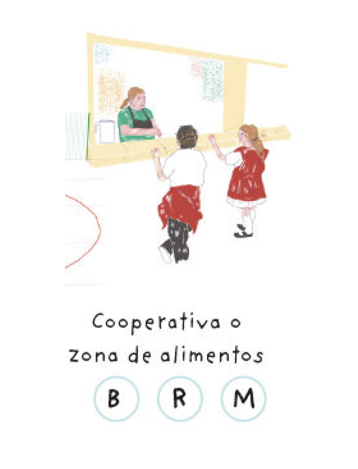 Cooperativa o
zona de alimentos
B R M